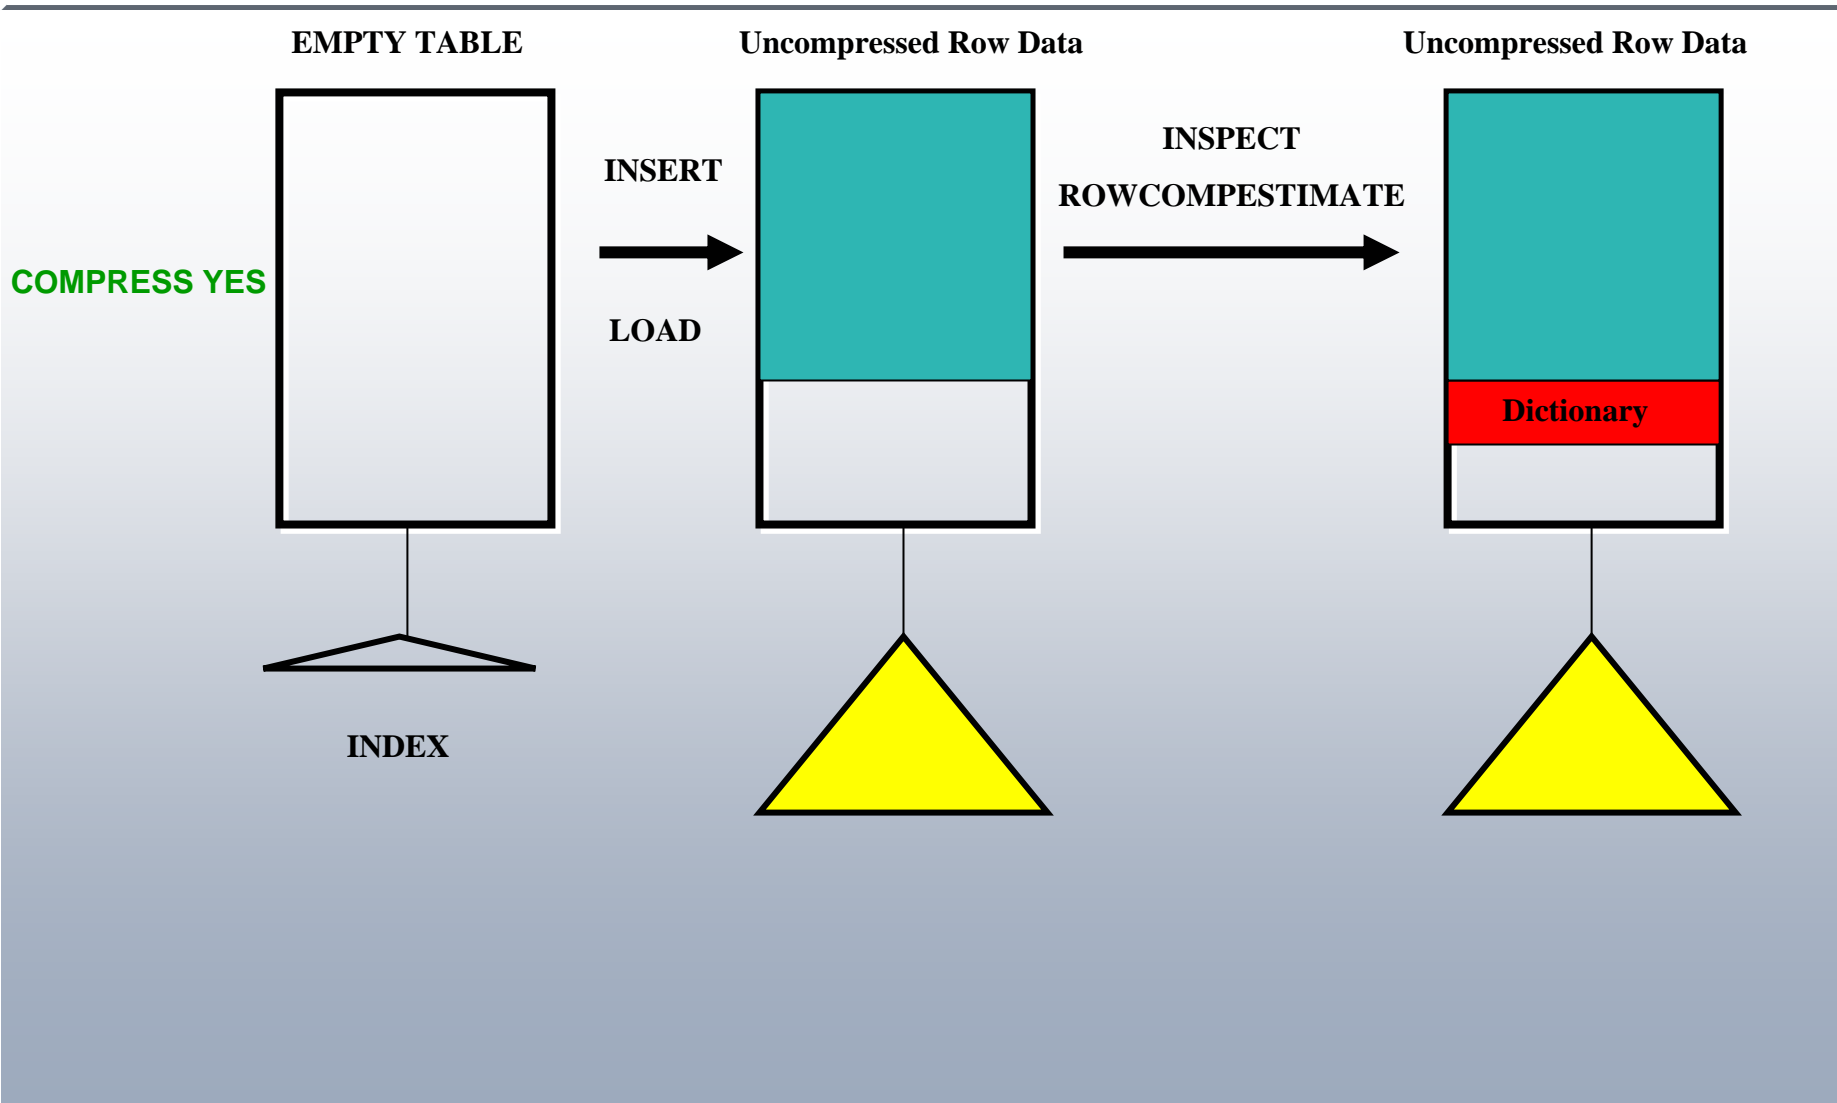 EMPTY TABLE
Uncompressed Row Data
Uncompressed Row Data
INSPECT
ROWCOMPESTIMATE
INSERT
LOAD
COMPRESS YES
Dictionary
INDEX